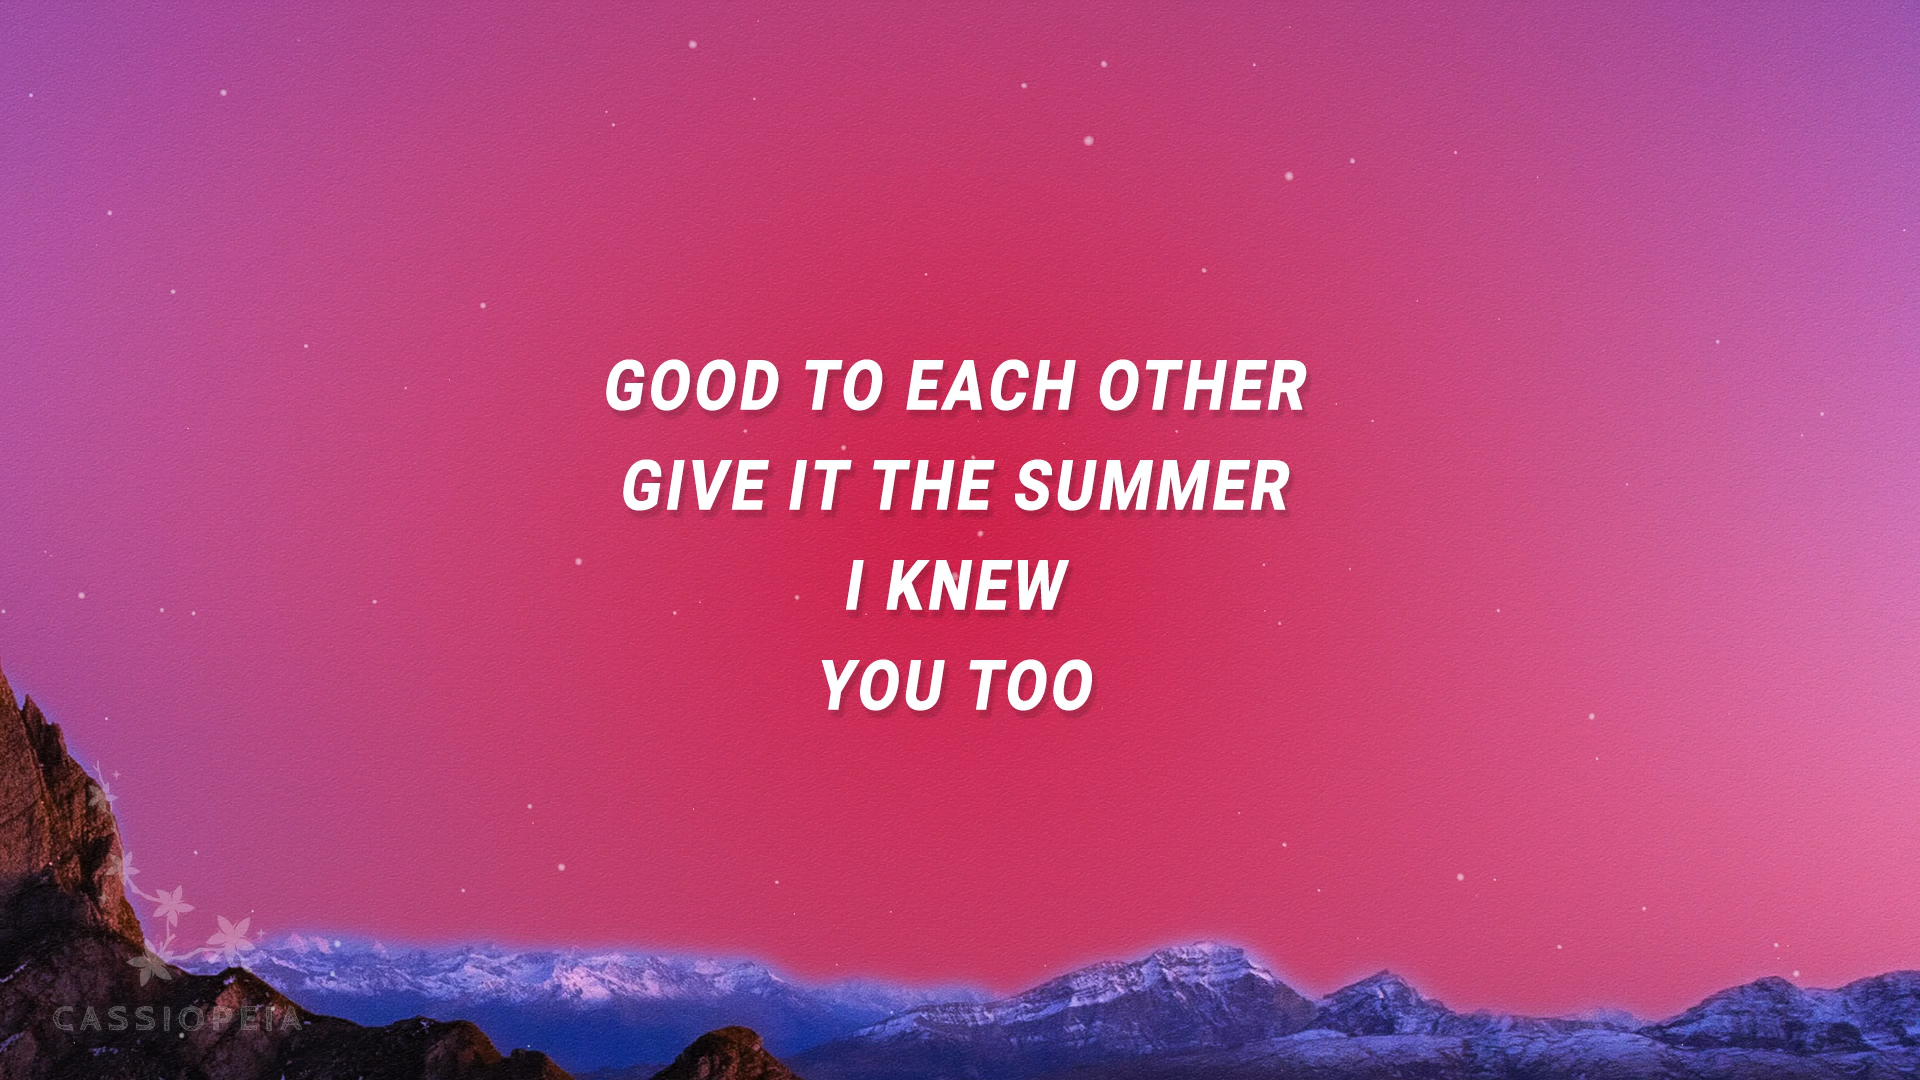 GOOD TO EACH OTHER
GIVE IT THE SUMMER
I KNEW
YOU TOO
CASSIOPEIA